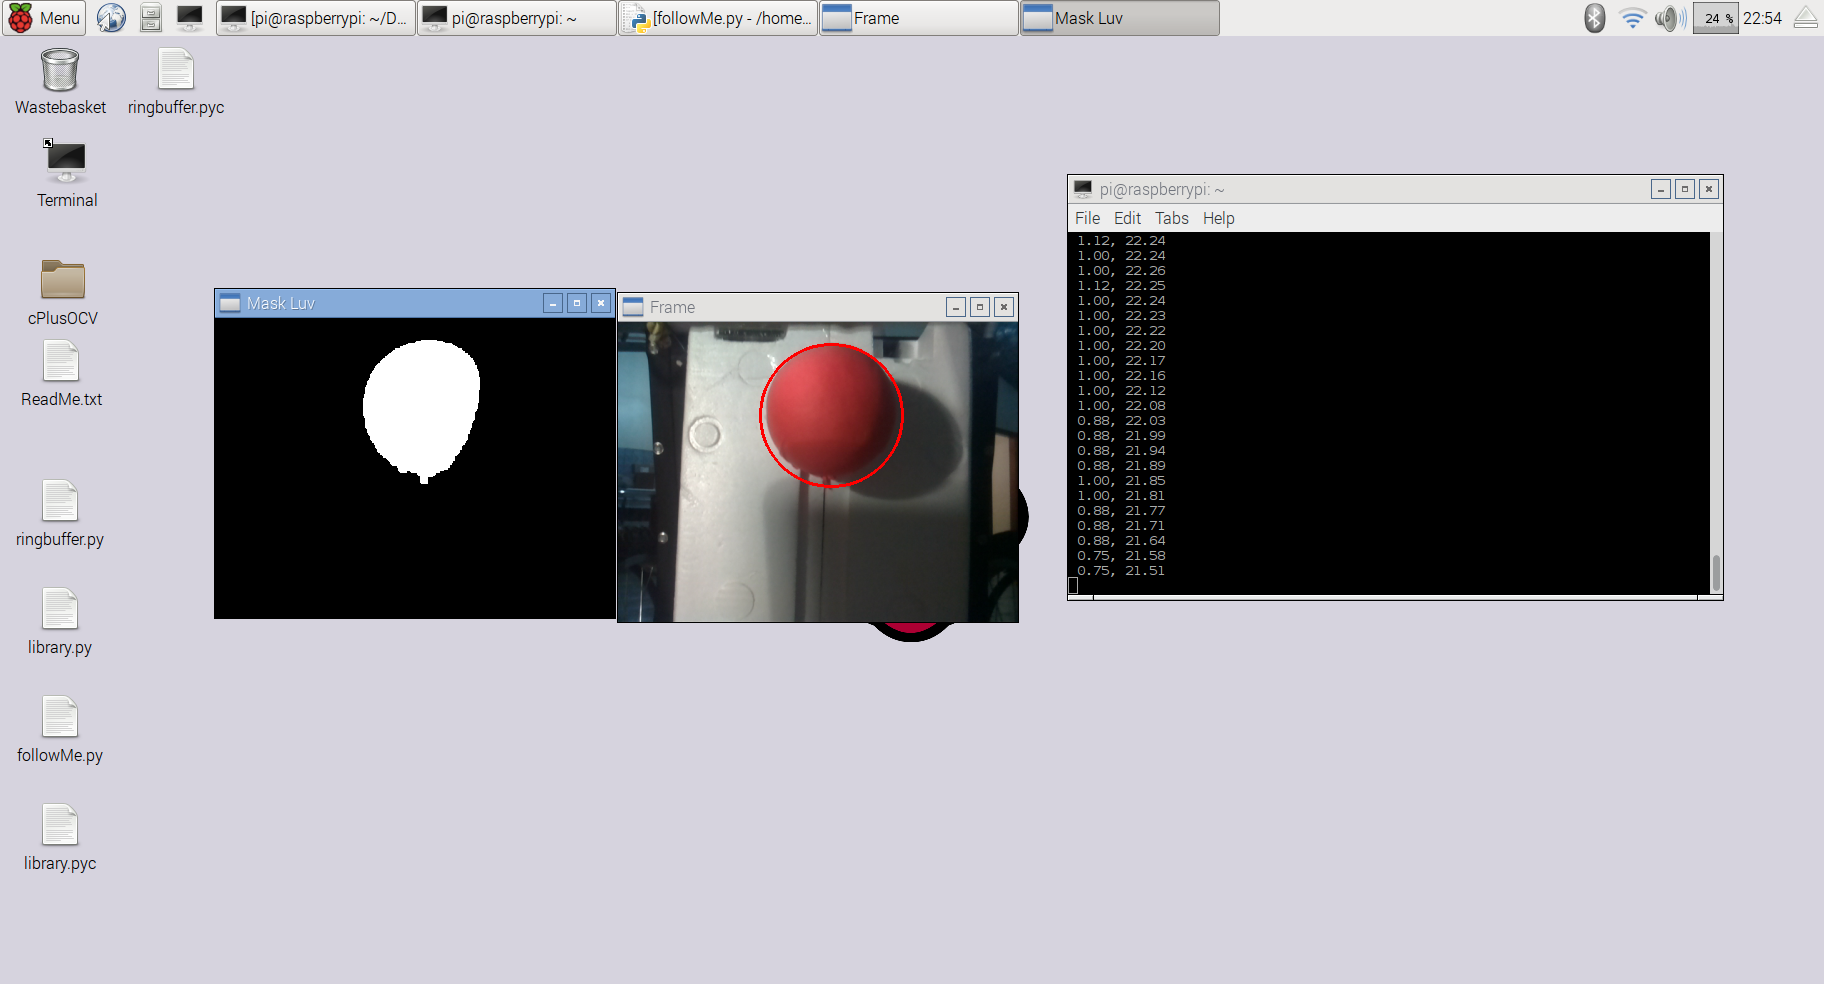 Menu
[pi@raspberrypi: ~/D...
pi@raspberrypi: ~
[followMe.py - /home...
Frame
Mask Luv
24 %
22:54
Wastebasket
ringbuffer.pyc
Terminal
cPlusOCV
ReadMe.txt
ringbuffer.py
library.py
followMe.py
library.pyc
Mask Luv
Frame
pi@raspberrypi: ~
File Edit Tabs Help
1.12, 22.24
1.00, 22.24
1.00, 22.26
1.12, 22.25
1.00, 22.24
1.00, 22.23
1.00, 22.22
1.00, 22.20
1.00, 22.17
1.00, 22.16
1.00, 22.12
1.00, 22.08
0.88, 22.03
0.88, 21.99
0.88, 21.94
0.88, 21.89
1.00, 21.85
1.00, 21.81
0.88, 21.77
0.88, 21.71
0.88, 21.64
0.75, 21.58
0.75, 21.51